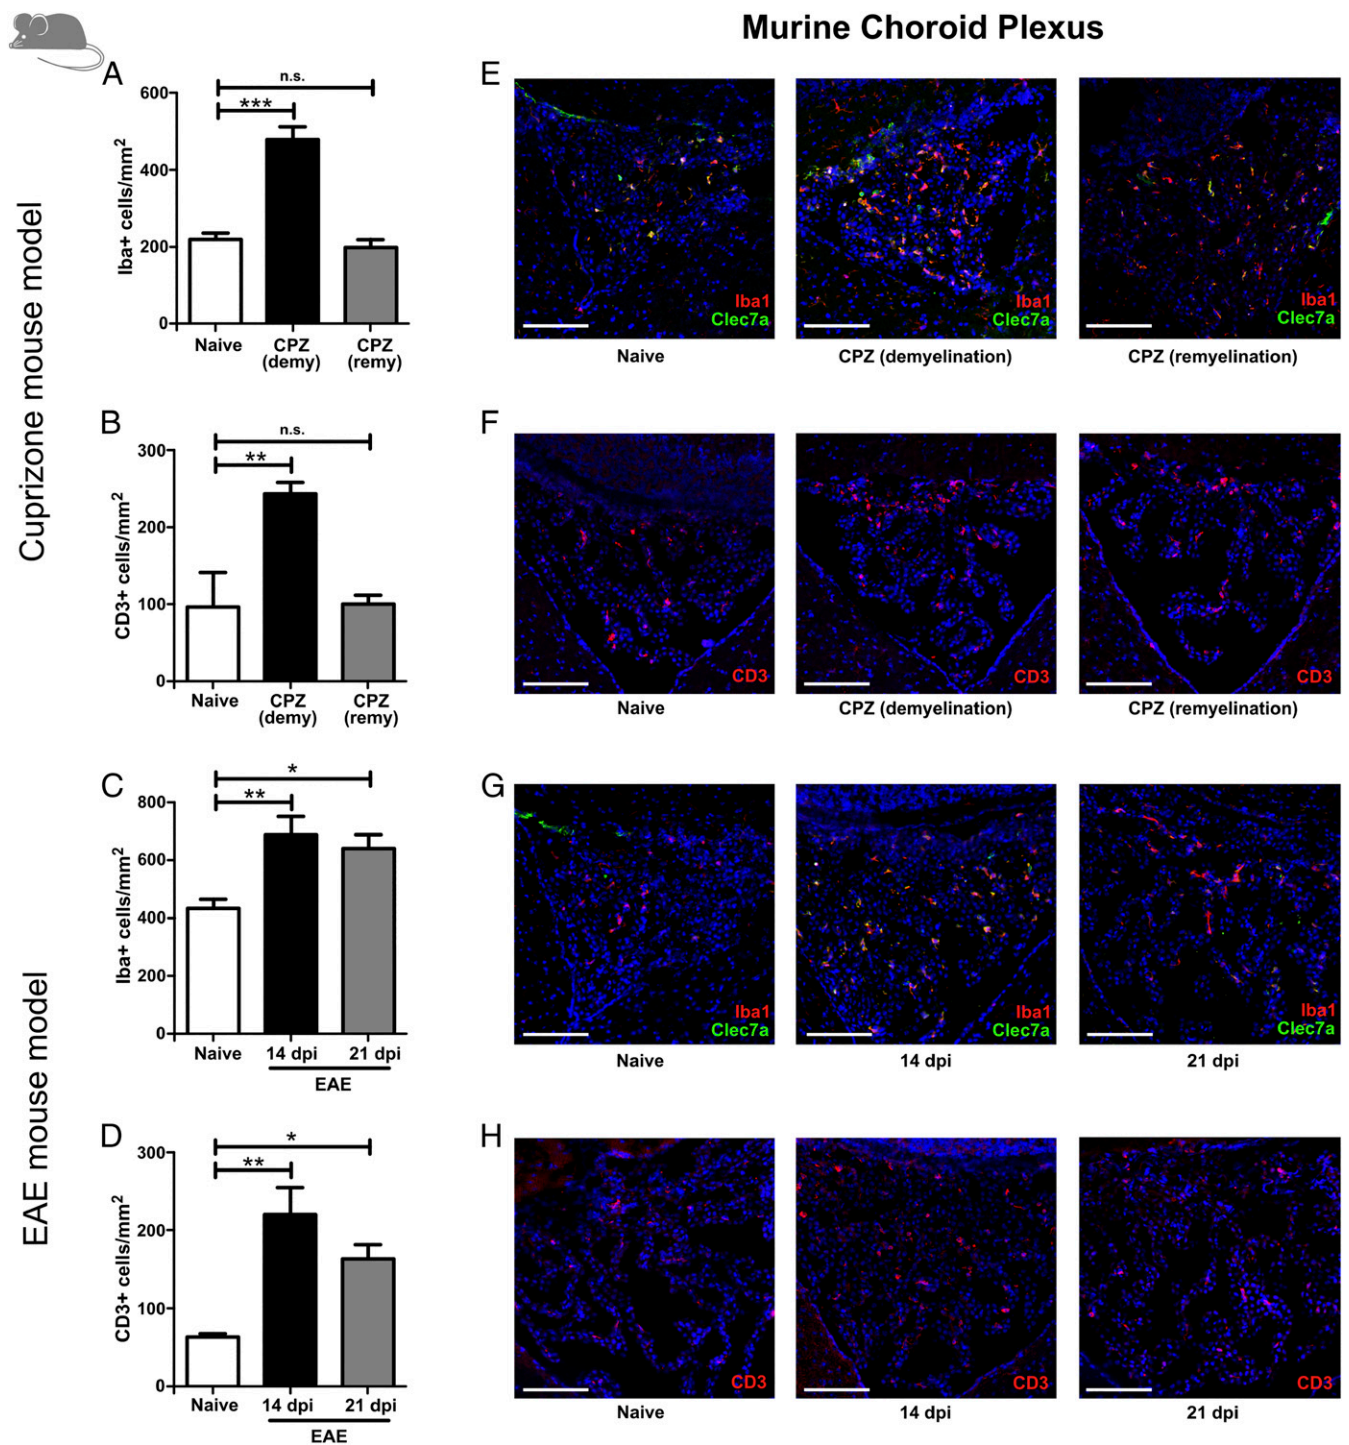 Murine Choroid Plexus
Cuprizone mouse model
EAE mouse model
A
n.s.
***
600
400
200
0
Iba+ cells/mm2
Naive
CPZ
(demy)
CPZ
(remy)
E
Iba1
Clec7a
Naive
Iba1
Clec7a
CPZ (demyelination)
Iba1
Clec7a
CPZ (remyelination)
B
n.s.
**
300
200
100
0
CD3+ cells/mm2
Naive
CPZ
(demy)
CPZ
(remy)
F
CD3
Naive
CD3
CPZ (demyelination)
CD3
CPZ (remyelination)
C
*
**
800
600
400
200
0
Iba+ cells/mm2
Naive
14 dpi
21 dpi
EAE
G
Iba1
Clec7a
Naive
Iba1
Clec7a
14 dpi
Iba1
Clec7a
21 dpi
D
*
**
300
200
100
0
CD3+ cells/mm2
Naive
14 dpi
21 dpi
EAE
H
CD3
Naive
CD3
14 dpi
CD3
21 dpi